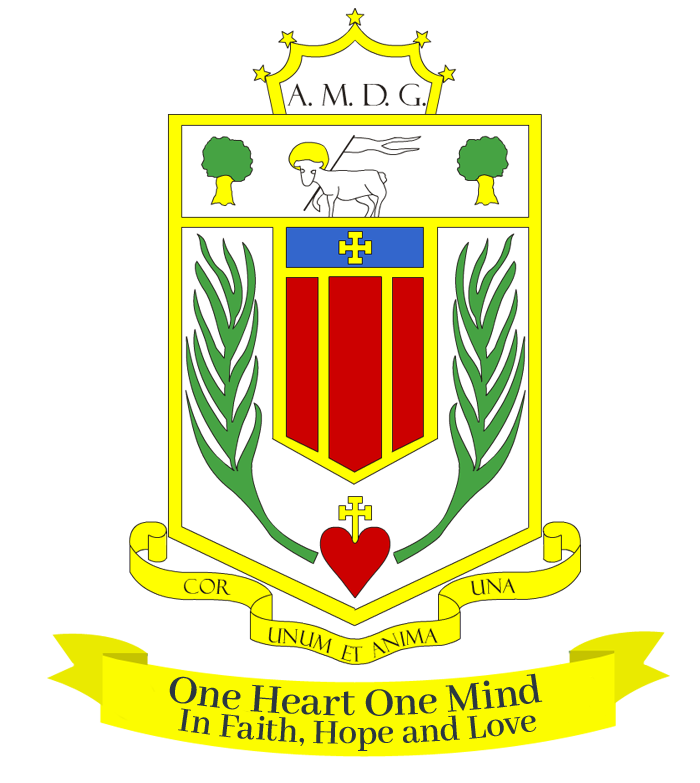 A. M. D. G.
COR
UNUM ET ANIMA
UNA
One Heart One Mind
In Faith, Hope and Love